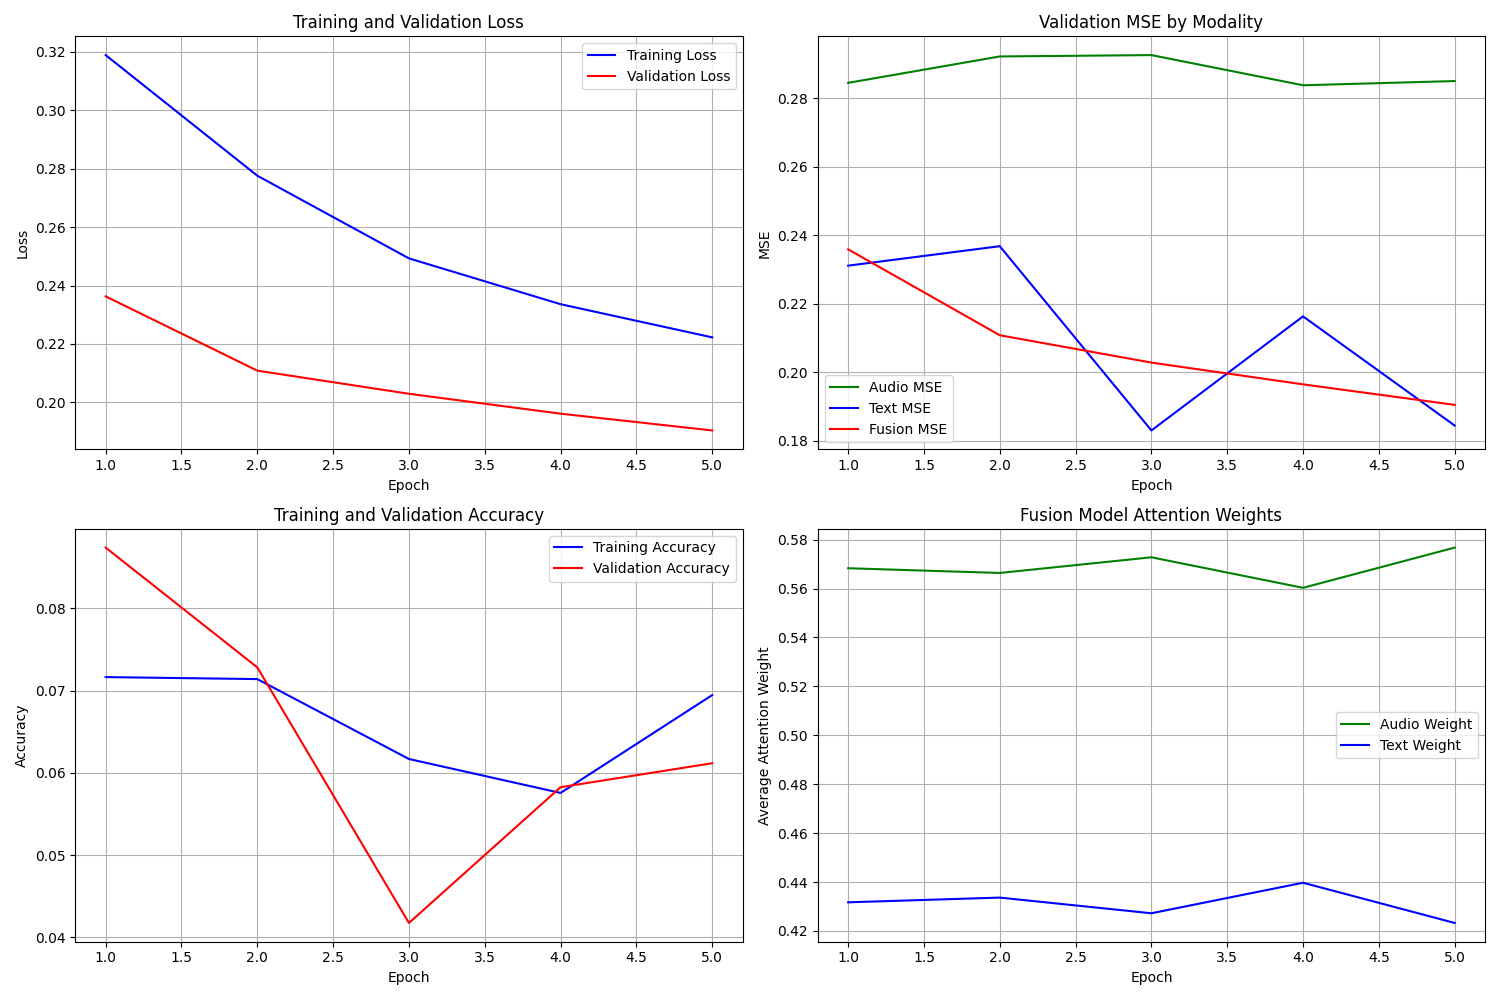 Training and Validation Loss
0.32
0.30
0.28
0.26
0.24
0.22
0.20
Loss
Training Loss
Validation Loss
1.0 1.5 2.0 2.5 3.0 3.5 4.0 4.5 5.0
Epoch
Validation MSE by Modality
0.28
0.26
0.24
0.22
0.20
0.18
MSE
Audio MSE
Text MSE
Fusion MSE
1.0 1.5 2.0 2.5 3.0 3.5 4.0 4.5 5.0
Epoch
Training and Validation Accuracy
0.08
0.07
0.06
0.05
0.04
Accuracy
Training Accuracy
Validation Accuracy
1.0 1.5 2.0 2.5 3.0 3.5 4.0 4.5 5.0
Epoch
Fusion Model Attention Weights
0.58
0.56
0.54
0.52
0.50
0.48
0.46
0.44
0.42
Average Attention Weight
Audio Weight
Text Weight
1.0 1.5 2.0 2.5 3.0 3.5 4.0 4.5 5.0
Epoch